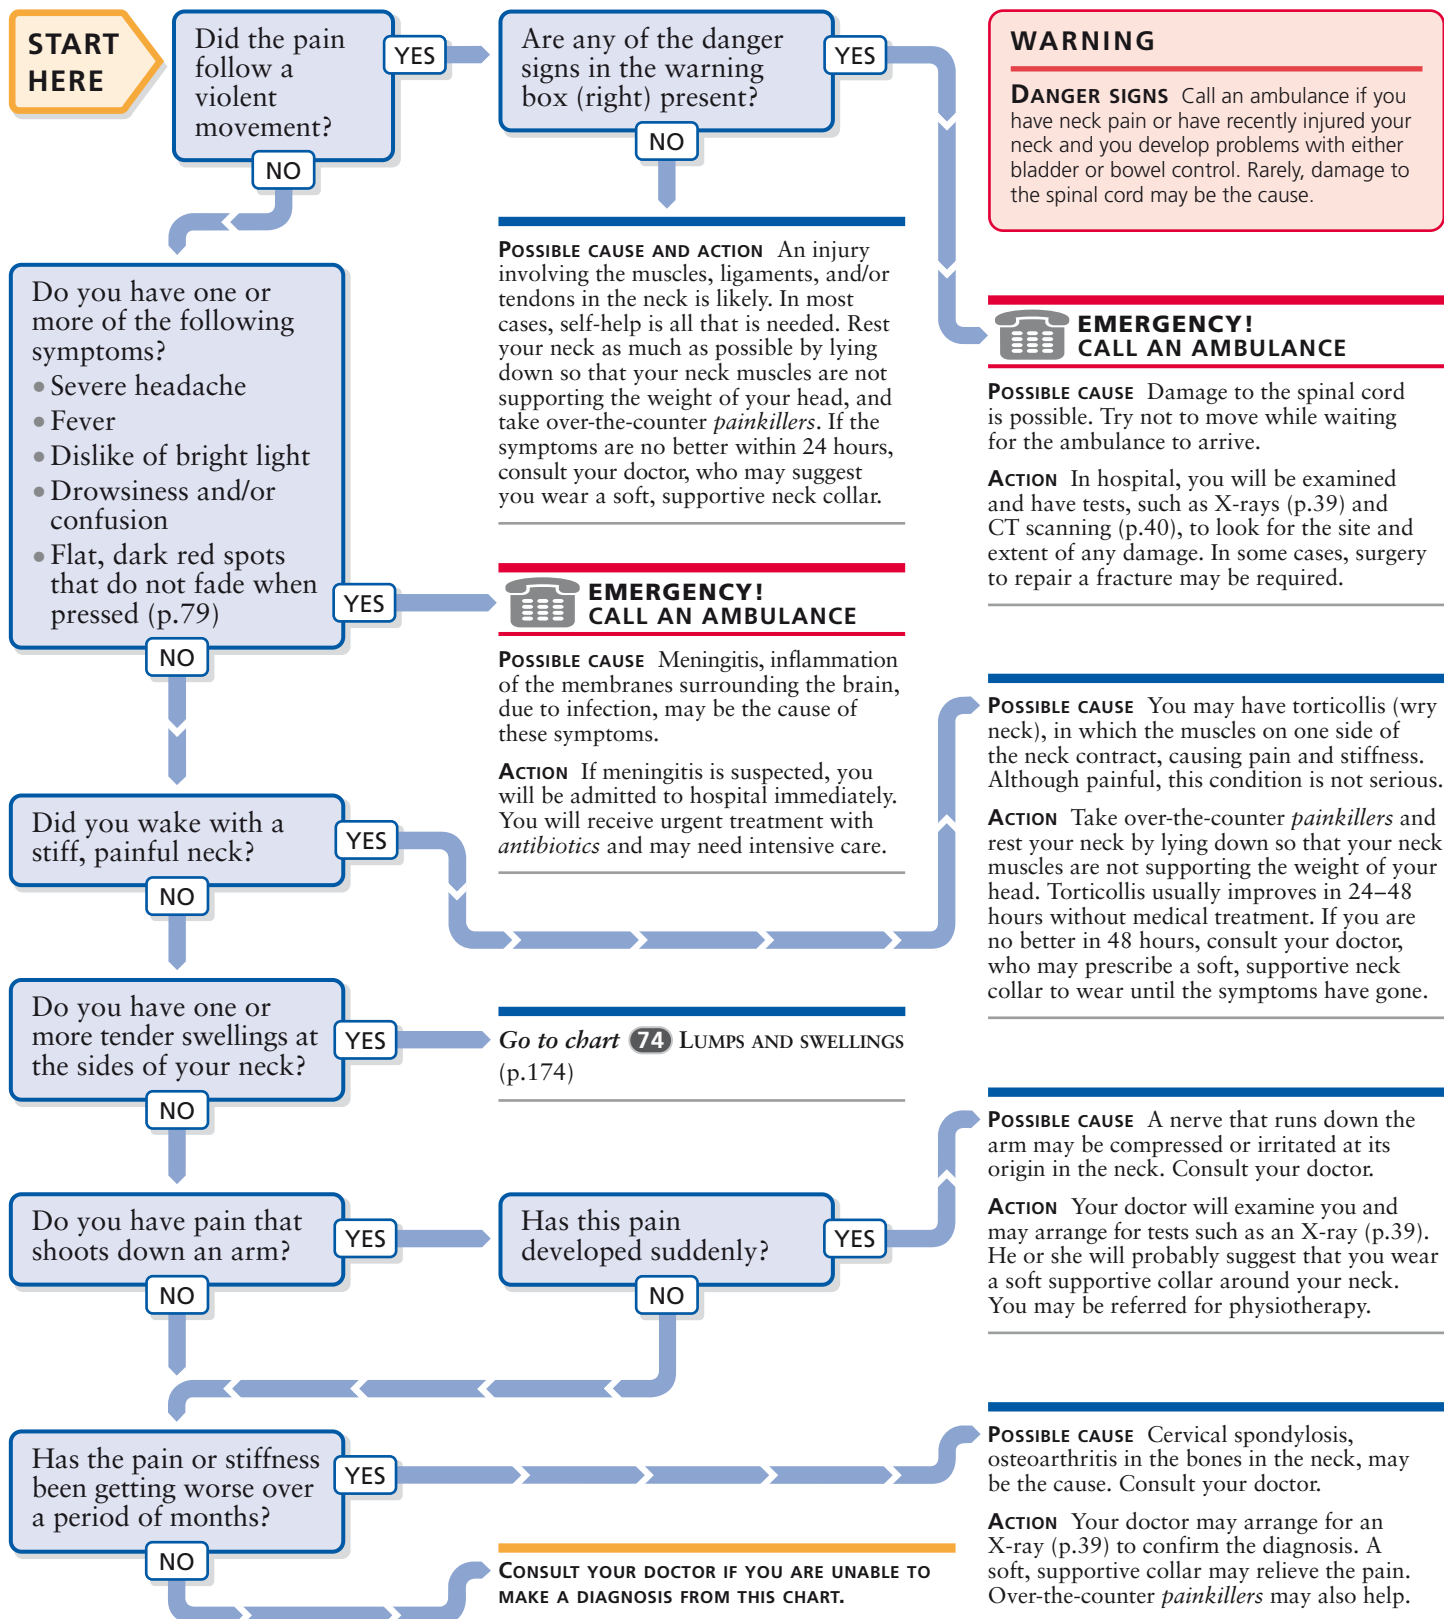 START
HERE
Did the pain
follow a
violent
movement?
YES
NO
Are any of the danger
signs in the warning
box (right) present?
YES
NO
WARNING
DANGER SIGNS Call an ambulance if you
have neck pain or have recently injured your
neck and you develop problems with either
bladder or bowel control. Rarely, damage to
the spinal cord may be the cause.
POSSIBLE CAUSE AND ACTION An injury
involving the muscles, ligaments, and/or
tendons in the neck is likely. In most
cases, self-help is all that is needed. Rest
your neck as much as possible by lying
down so that your neck muscles are not
supporting the weight of your head, and
take over-the-counter painkillers. If the
symptoms are no better within 24 hours,
consult your doctor, who may suggest
you wear a soft, supportive neck collar.
EMERGENCY!
CALL AN AMBULANCE
POSSIBLE CAUSE Damage to the spinal cord
is possible. Try not to move while waiting
for the ambulance to arrive.
ACTION In hospital, you will be examined
and have tests, such as X-rays (p.39) and
CT scanning (p.40), to look for the site and
extent of any damage. In some cases, surgery
to repair a fracture may be required.
Do you have one or
more of the following
symptoms?
• Severe headache
• Fever
• Dislike of bright light
• Drowsiness and/or
confusion
• Flat, dark red spots
that do not fade when
pressed (p.79)
YES
NO
EMERGENCY!
CALL AN AMBULANCE
POSSIBLE CAUSE Meningitis, inflammation
of the membranes surrounding the brain,
due to infection, may be the cause of
these symptoms.
ACTION If meningitis is suspected, you
will be admitted to hospital immediately.
You will receive urgent treatment with
antibiotics and may need intensive care.
Did you wake with a
stiff, painful neck?
YES
NO
POSSIBLE CAUSE You may have torticollis (wry
neck), in which the muscles on one side of
the neck contract, causing pain and stiffness.
Although painful, this condition is not serious.
ACTION Take over-the-counter painkillers and
rest your neck by lying down so that your neck
muscles are not supporting the weight of your
head. Torticollis usually improves in 24–48
hours without medical treatment. If you are
no better in 48 hours, consult your doctor,
who may prescribe a soft, supportive neck
collar to wear until the symptoms have gone.
Do you have one or
more tender swellings at
the sides of your neck?
YES
NO
Go to chart 74 LUMPS AND SWELLINGS
(p.174)
Do you have pain that
shoots down an arm?
YES
NO
Has this pain
developed suddenly?
YES
NO
POSSIBLE CAUSE A nerve that runs down the
arm may be compressed or irritated at its
origin in the neck. Consult your doctor.
ACTION Your doctor will examine you and
may arrange for tests such as an X-ray (p.39).
He or she will probably suggest that you wear
a soft supportive collar around your neck.
You may be referred for physiotherapy.
Has the pain or stiffness
been getting worse over
a period of months?
YES
NO
POSSIBLE CAUSE Cervical spondylosis,
osteoarthritis in the bones in the neck, may
be the cause. Consult your doctor.
ACTION Your doctor may arrange for an
X-ray (p.39) to confirm the diagnosis. A
soft, supportive collar may relieve the pain.
Over-the-counter painkillers may also help.
CONSULT YOUR DOCTOR IF YOU ARE UNABLE TO
MAKE A DIAGNOSIS FROM THIS CHART.